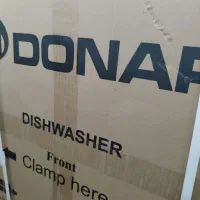 DONAR
DISHWASHER
Front
Clamp here